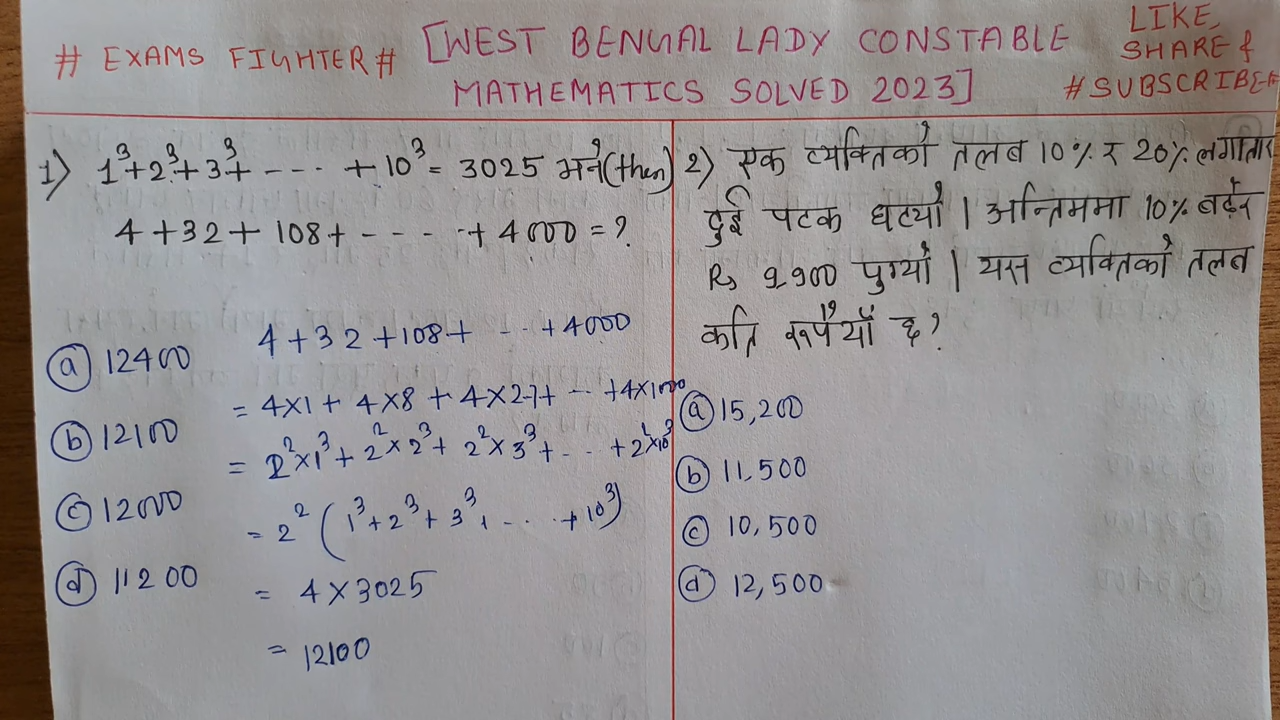 # EXAMS FIGHTER #
[WEST BENGAL LADY CONSTABLE
MATHEMATICS SOLVED 2023]
LIKE,
SHARE &
#SUBSCRIBE#
1) 1³+2³+3³+ - - - - + 10³ = 3025 भने(then)
4 + 32 + 108 + - - - - + 4000 = ?
ⓐ 12400
ⓑ 12100
ⓒ 12000
ⓓ 11200
4 + 32 + 108 + - - - + 4000
= 4×1 + 4×8 + 4×27 + - - + 4×1000
= 2²×1³ + 2²×2³ + 2²×3³ + - - - + 2²×10³
= 2² (1³+2³+3³+ - - - - + 10³)
= 4 × 3025
= 12100
2) एक व्यक्तिको तलब 10% र 20% लगातार
दुई पटक घट्यो । अन्तिममा 10% बढेर
Rs 9900 पुग्यो । यस व्यक्तिको तलब
कति रूपैयाँ छ ?
ⓐ 15,200
ⓑ 11,500
ⓒ 10,500
ⓓ 12,500